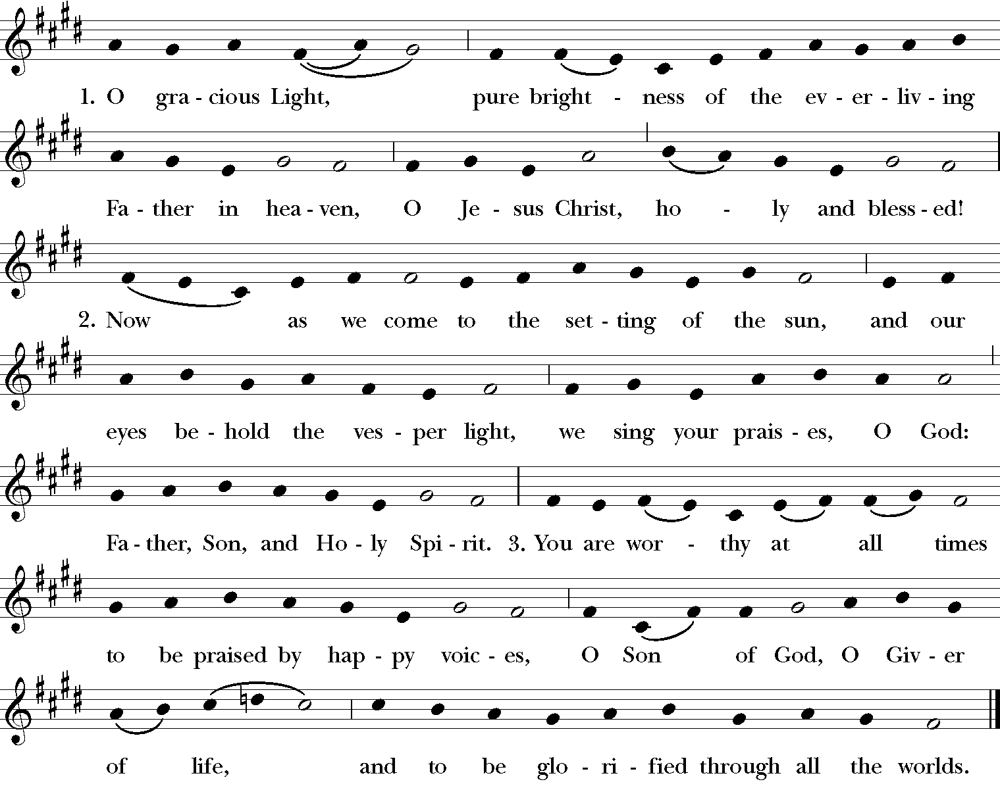 1. O gra - cious Light, pure bright - ness of the ev - er - liv - ing
Fa - ther in hea - ven, O Je - sus Christ, ho - ly and bless - ed!
2. Now as we come to the set - ting of the sun, and our
eyes be - hold the ves - per light, we sing your prais - es, O God:
Fa - ther, Son, and Ho - ly Spi - rit. 3. You are wor - thy at all times
to be praised by hap - py voic - es, O Son of God, O Giv - er
of life, and to be glo - ri - fied through all the worlds.